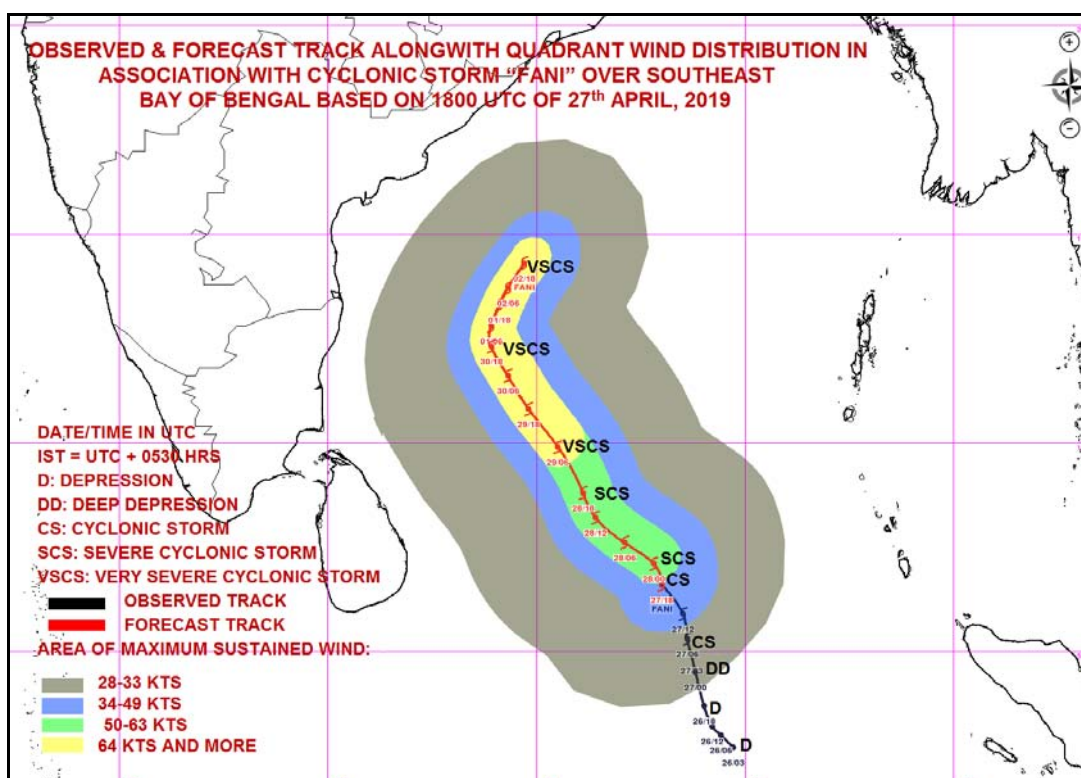 OBSERVED & FORECAST TRACK ALONGWITH QUADRANT WIND DISTRIBUTION IN
ASSOCIATION WITH CYCLONIC STORM “FANI” OVER SOUTHEAST
BAY OF BENGAL BASED ON 1800 UTC OF 27th APRIL, 2019
VSCS
02/18
FANI
02/06
01/18
01/06
VSCS
30/18
30/06
29/18
VSCS
29/06
SCS
28/18
28/12
28/06
SCS
28/00
CS
27/18
FANI
27/12
CS
27/06
27/03
DD
27/00
D
26/18
26/12
26/06
D
26/03
DATE/TIME IN UTC
IST = UTC + 0530 HRS
D: DEPRESSION
DD: DEEP DEPRESSION
CS: CYCLONIC STORM
SCS: SEVERE CYCLONIC STORM
VSCS: VERY SEVERE CYCLONIC STORM
OBSERVED TRACK
FORECAST TRACK
AREA OF MAXIMUM SUSTAINED WIND:
28-33 KTS
34-49 KTS
50-63 KTS
64 KTS AND MORE